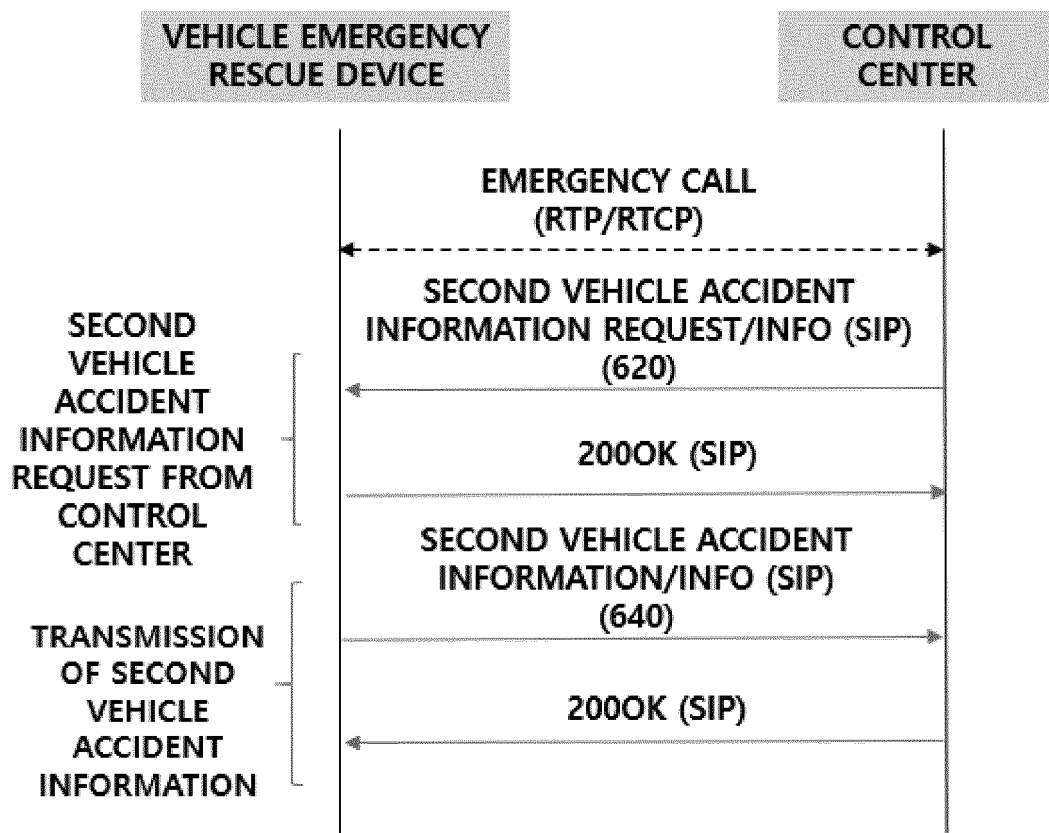 VEHICLE EMERGENCY
RESCUE DEVICE
CONTROL
CENTER
EMERGENCY CALL
(RTP/RTCP)
SECOND VEHICLE ACCIDENT
INFORMATION REQUEST/INFO (SIP)
(620)
SECOND
VEHICLE
ACCIDENT
INFORMATION
REQUEST FROM
CONTROL
CENTER
200OK (SIP)
SECOND VEHICLE ACCIDENT
INFORMATION/INFO (SIP)
(640)
TRANSMISSION
OF SECOND
VEHICLE
ACCIDENT
INFORMATION
200OK (SIP)